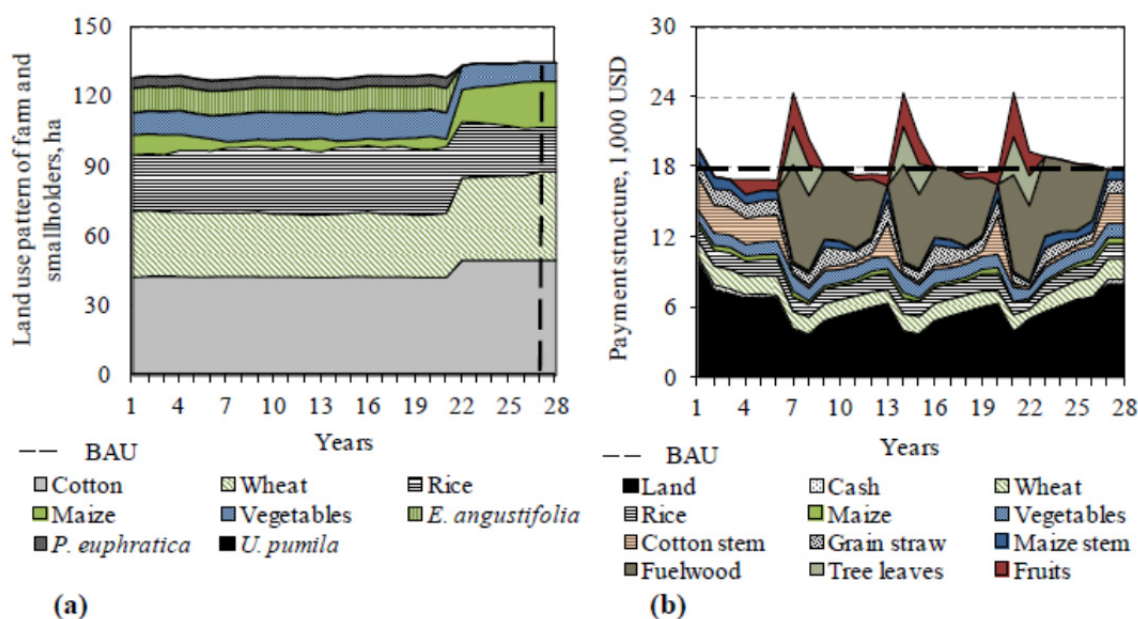 150
120
90
60
30
0
Land use pattern of farm and
smallholders, ha
1 4 7 10 13 16 19 22 25 28
Years
BAU
Cotton Wheat Rice
Maize Vegetables E. angustifolia
P. euphratica U. pumila
(a)
30
24
18
12
6
0
Payment structure, 1,000 USD
1 4 7 10 13 16 19 22 25 28
Years
BAU
Land Cash Wheat
Rice Maize Vegetables
Cotton stem Grain straw Maize stem
Fuelwood Tree leaves Fruits
(b)